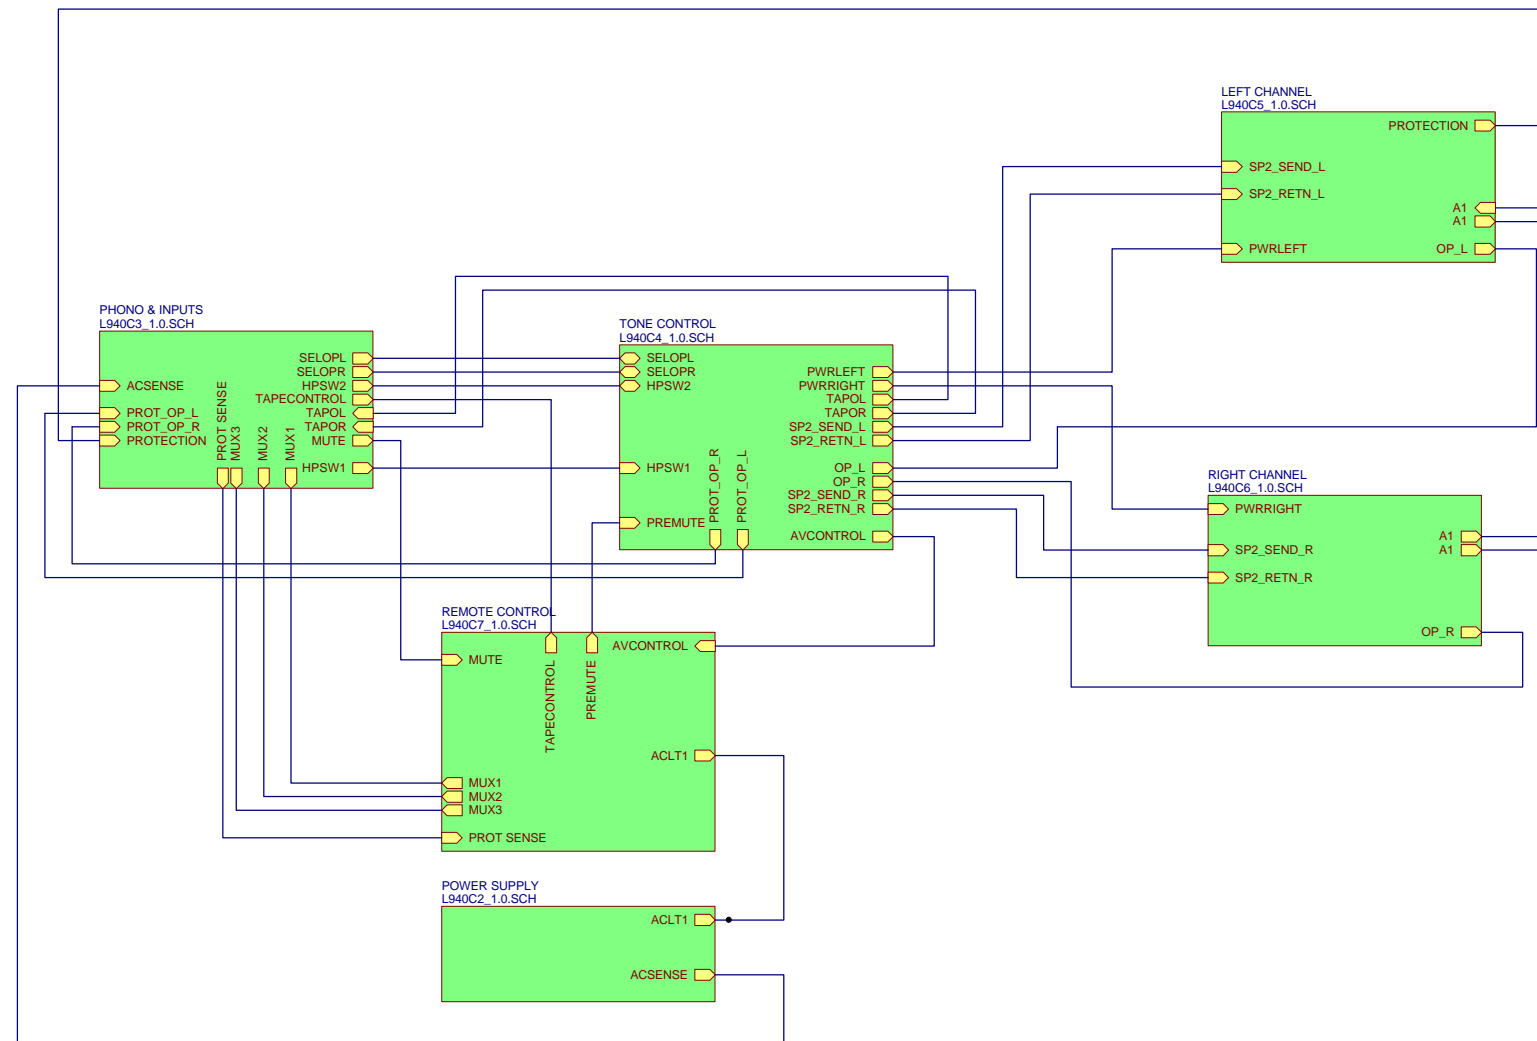 LEFT CHANNEL
L940C5_1.0.SCH
PROTECTION
SP2_SEND_L
SP2_RETN_L
A1
A1
PWRLEFT
OP_L
PHONO & INPUTS
L940C3_1.0.SCH
SELOPL
SELOPR
ACSENSE
HPSW2
TAPECONTROL
PROT_OP_L
TAPOL
PROT_OP_R
TAPOR
PROTECTION
MUTE
PROT SENSE
MUX3
MUX2
MUX1
HPSW1
TONE CONTROL
L940C4_1.0.SCH
SELOPL
SELOPR
PWRLEFT
HPSW2
PWRRIGHT
TAPOL
TAPOR
SP2_SEND_L
SP2_RETN_L
HPSW1
OP_L
OP_R
SP2_SEND_R
SP2_RETN_R
PREMUTE
PROT_OP_R
PROT_OP_L
AVCONTROL
RIGHT CHANNEL
L940C6_1.0.SCH
PWRRIGHT
A1
A1
SP2_SEND_R
SP2_RETN_R
OP_R
REMOTE CONTROL
L940C7_1.0.SCH
AVCONTROL
MUTE
TAPECONTROL
PREMUTE
ACLT1
MUX1
MUX2
MUX3
PROT SENSE
POWER SUPPLY
L940C2_1.0.SCH
ACLT1
ACSENSE